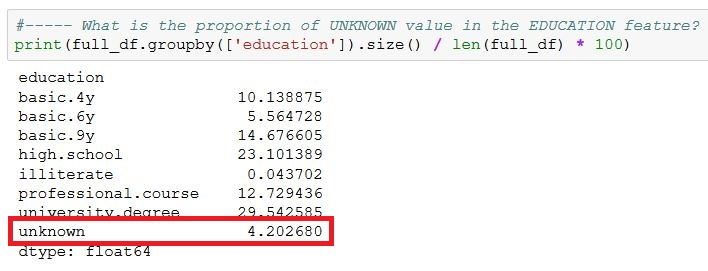 #----- What is the proportion of UNKNOWN value in the EDUCATION feature?
print(full_df.groupby(['education']).size() / len(full_df) * 100)
education
basic.4y 10.138875
basic.6y 5.564728
basic.9y 14.676605
high.school 23.101389
illiterate 0.043702
professional.course 12.729436
university.degree 29.542585
unknown 4.202680
dtype: float64